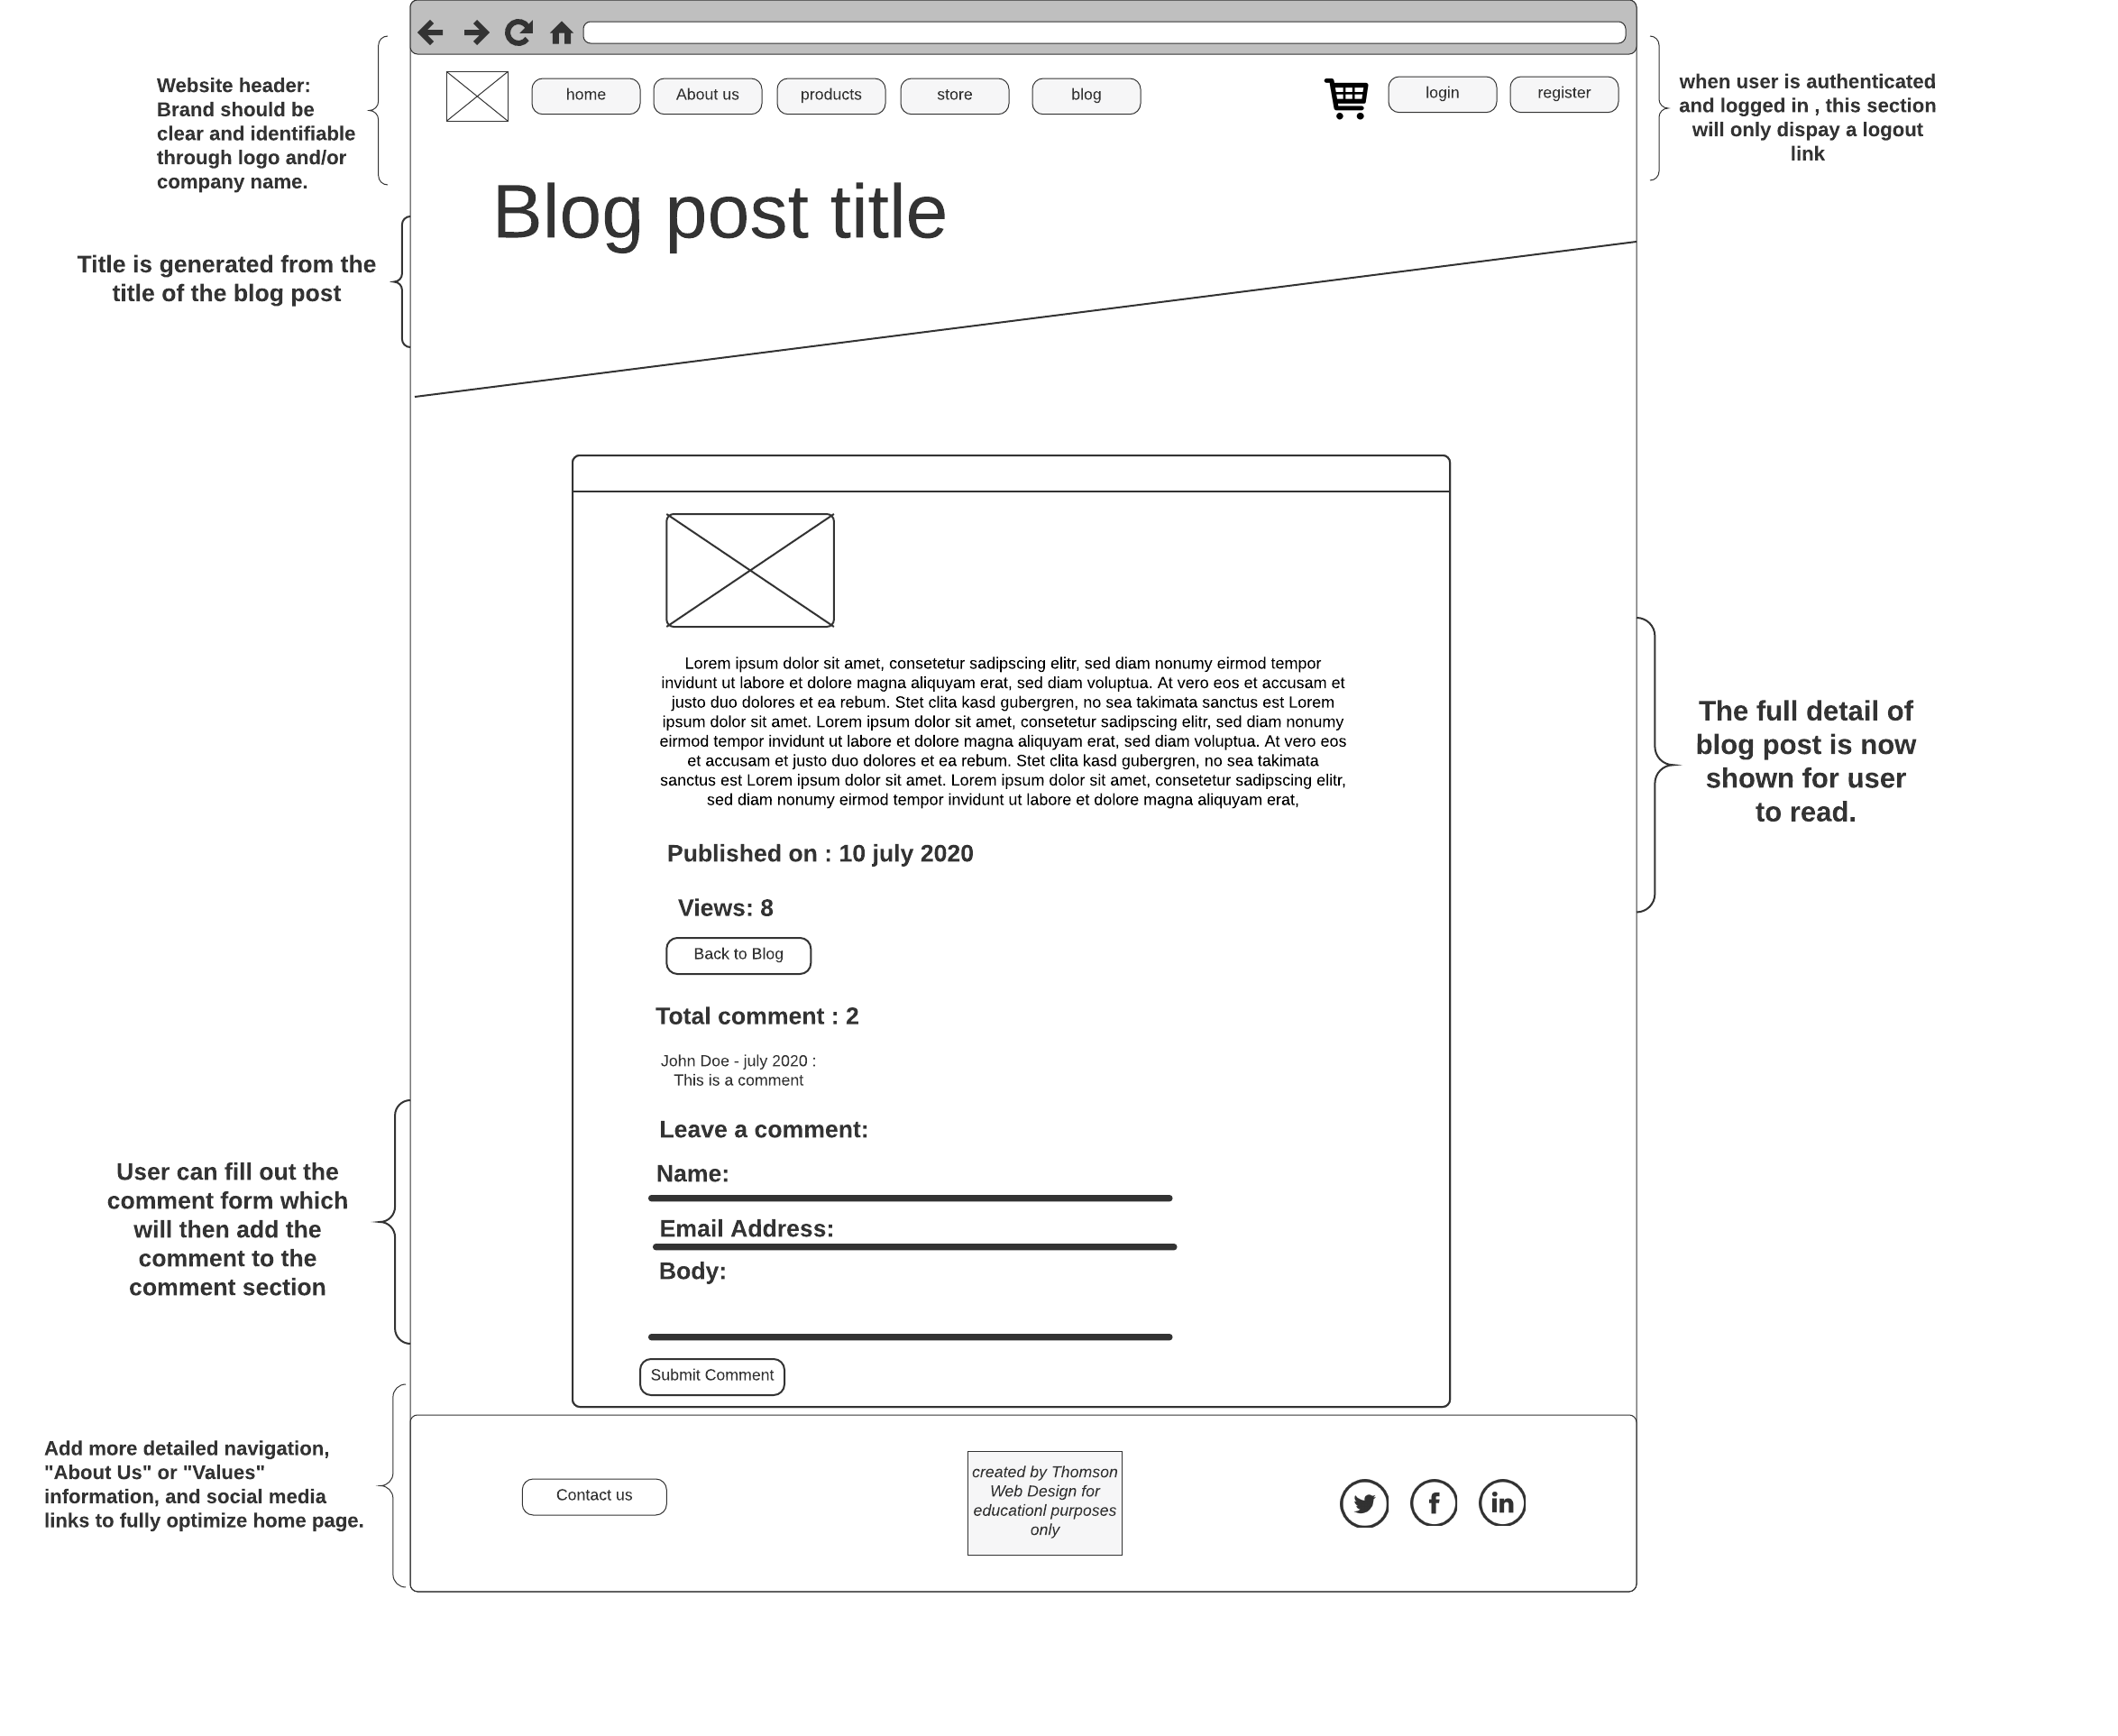 Website header:
Brand should be
clear and identifiable
through logo and/or
company name.
home
About us
products
store
blog
login
register
when user is authenticated
and logged in , this section
will only dispay a logout
link
Blog post title
Title is generated from the
title of the blog post
Lorem ipsum dolor sit amet, consetetur sadipscing elitr, sed diam nonumy eirmod tempor
invidunt ut labore et dolore magna aliquyam erat, sed diam voluptua. At vero eos et accusam et
justo duo dolores et ea rebum. Stet clita kasd gubergren, no sea takimata sanctus est Lorem
ipsum dolor sit amet. Lorem ipsum dolor sit amet, consetetur sadipscing elitr, sed diam nonumy
eirmod tempor invidunt ut labore et dolore magna aliquyam erat, sed diam voluptua. At vero eos
et accusam et justo duo dolores et ea rebum. Stet clita kasd gubergren, no sea takimata
sanctus est Lorem ipsum dolor sit amet. Lorem ipsum dolor sit amet, consetetur sadipscing elitr,
sed diam nonumy eirmod tempor invidunt ut labore et dolore magna aliquyam erat,
The full detail of
blog post is now
shown for user
to read.
Published on : 10 july 2020
Views: 8
Back to Blog
Total comment : 2
John Doe - july 2020 :
This is a comment
Leave a comment:
Name:
Email Address:
Body:
Submit Comment
User can fill out the
comment form which
will then add the
comment to the
comment section
Add more detailed navigation,
"About Us" or "Values"
information, and social media
links to fully optimize home page.
Contact us
created by Thomson
Web Design for
educationl purposes
only
f
in